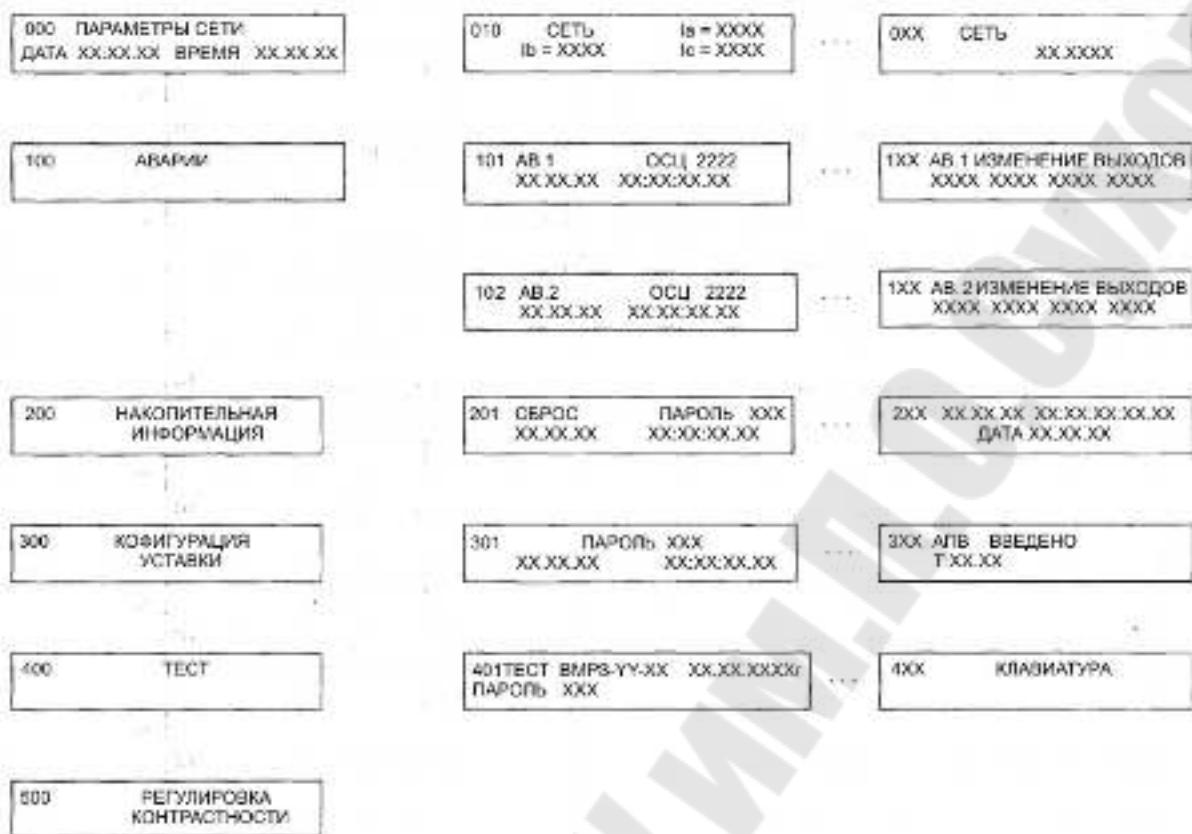 000 ПАРАМЕТРЫ СЕТИ
ДАТА XX:XX.XX ВРЕМЯ XX.XX.XX
010 СЕТЬ Ia = XXXX
Ib = XXXX Ic = XXXX
0XX СЕТЬ
XX.XXXX
100 АВАРИИ
101 АВ.1 ОСЦ 2222
XX.XX.XX XX:XX:XX.XX
1XX АВ.1 ИЗМЕНЕНИЕ ВЫХОДОВ
XXXX XXXX XXXX XXXX
102 АВ.2 ОСЦ 2222
XX.XX.XX XX.XX:XX.XX
1XX АВ.2 ИЗМЕНЕНИЕ ВЫХОДОВ
XXXX XXXX XXXX XXXX
200 НАКОПИТЕЛЬНАЯ
ИНФОРМАЦИЯ
201 СБРОС ПАРОЛЬ XXX
XX.XX.XX XX:XX:XX.XX
2XX XX.XX.XX XX:XX.XX:XX.XX
ДАТА XX.XX.XX
300 КОФИГУРАЦИЯ
УСТАВКИ
301 ПАРОЛЬ XXX
XX.XX.XX XX:XX:XX.XX
3XX АПВ ВВЕДЕНО
T:XX.XX
400 ТЕСТ
401ТЕСТ BMPS-YY-XX XX.XX.XXXXг
ПАРОЛЬ XXX
4XX КЛАВИАТУРА
500 РЕГУЛИРОВКА
КОНТРАСТНОСТИ